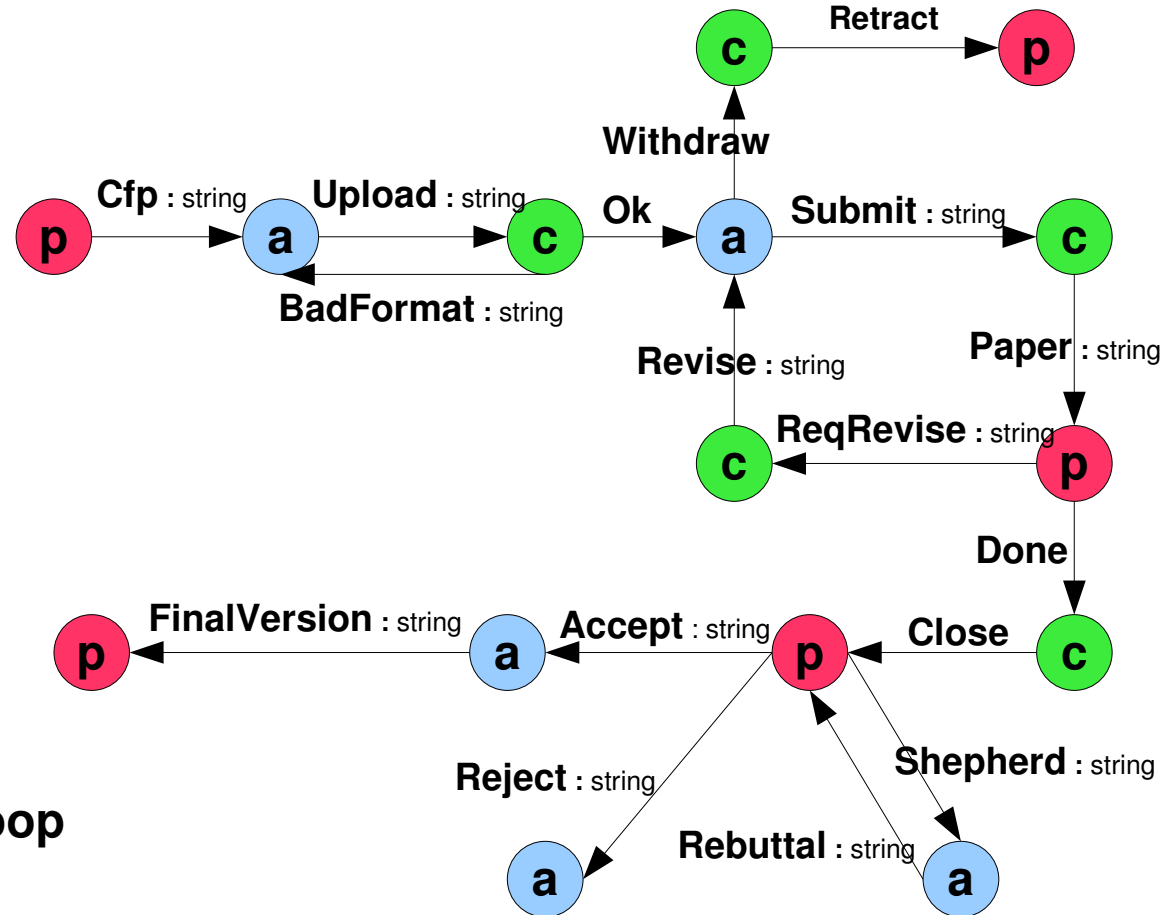 Retract
c
p
Withdraw
Cfp : string
Upload : string
Ok
Submit : string
p
a
c
a
c
BadFormat : string
Revise : string
Paper : string
ReqRevise : string
c
p
Done
FinalVersion : string
Accept : string
Close
p
a
p
c
Reject : string
Shepherd : string
Rebuttal : string
a
a